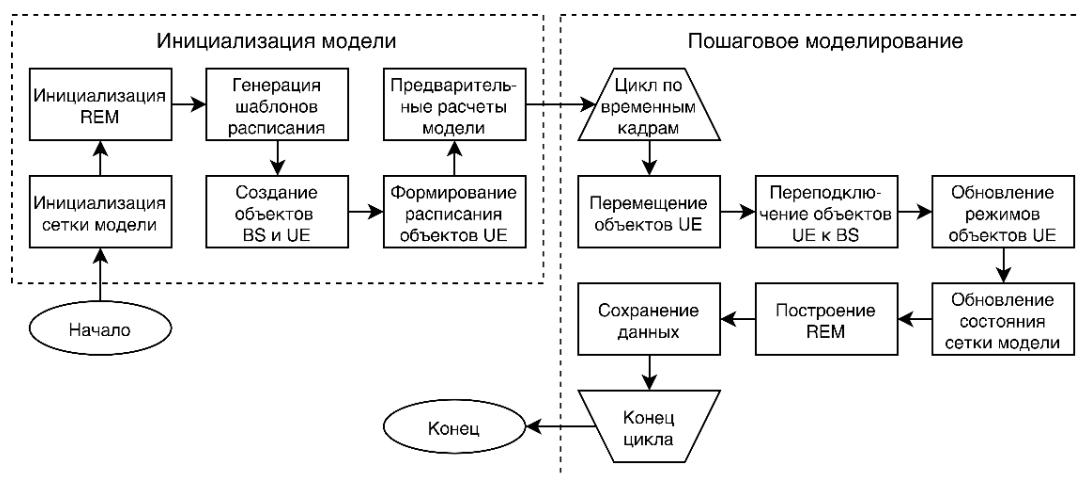 Инициализация модели
Начало
Инициализация
сетки модели
Инициализация
REM
Генерация
шаблонов
расписания
Создание
объектов
BS и UE
Формирование
расписания
объектов UE
Предваритель-
ные расчеты
модели
Пошаговое моделирование
Цикл по
временным
кадрам
Перемещение
объектов UE
Переподклю-
чение объектов
UE к BS
Обновление
режимов
объектов UE
Обновление
состояния
сетки модели
Построение
REM
Сохранение
данных
Конец
цикла
Конец